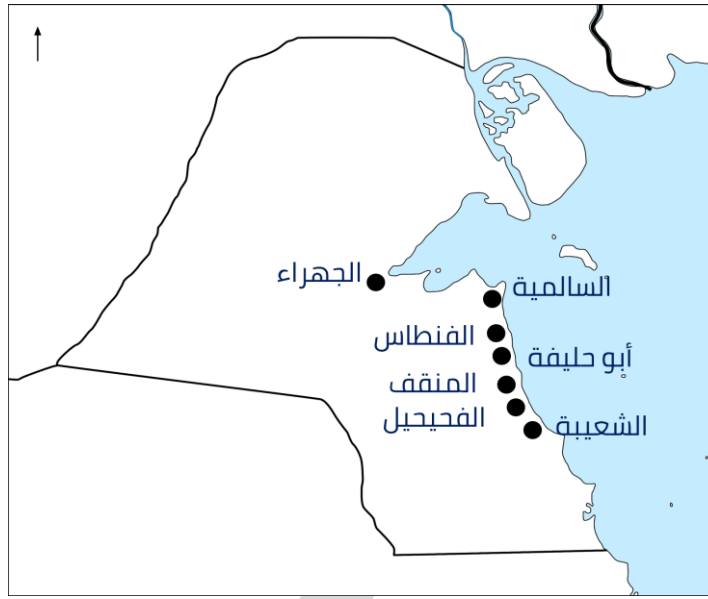 الجهراء
السالمية
الفنطاس
أبو حليفة
المنقف
الفحيحيل
الشعيبة